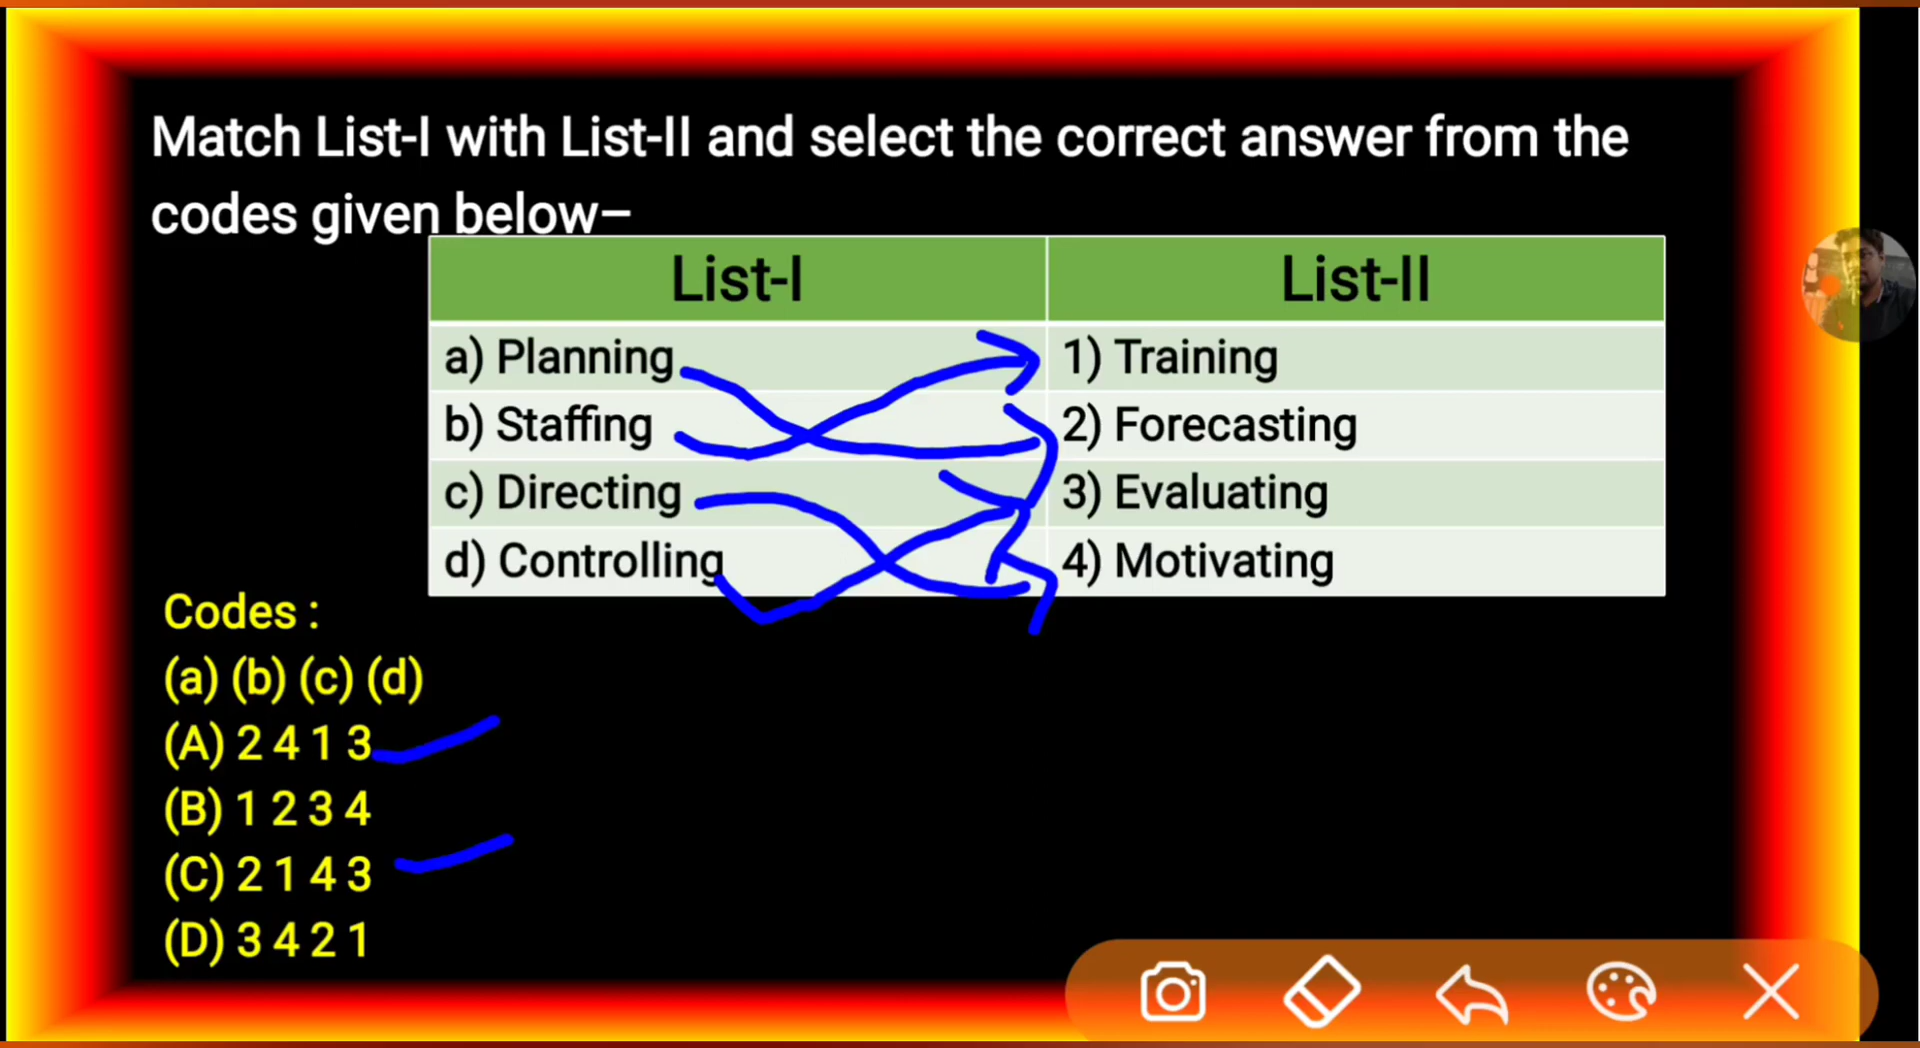 Match List-I with List-II and select the correct answer from the
codes given below–
List-I List-II
a) Planning 1) Training
b) Staffing 2) Forecasting
c) Directing 3) Evaluating
d) Controlling 4) Motivating
Codes :
(a) (b) (c) (d)
(A) 2 4 1 3
(B) 1 2 3 4
(C) 2 1 4 3
(D) 3 4 2 1